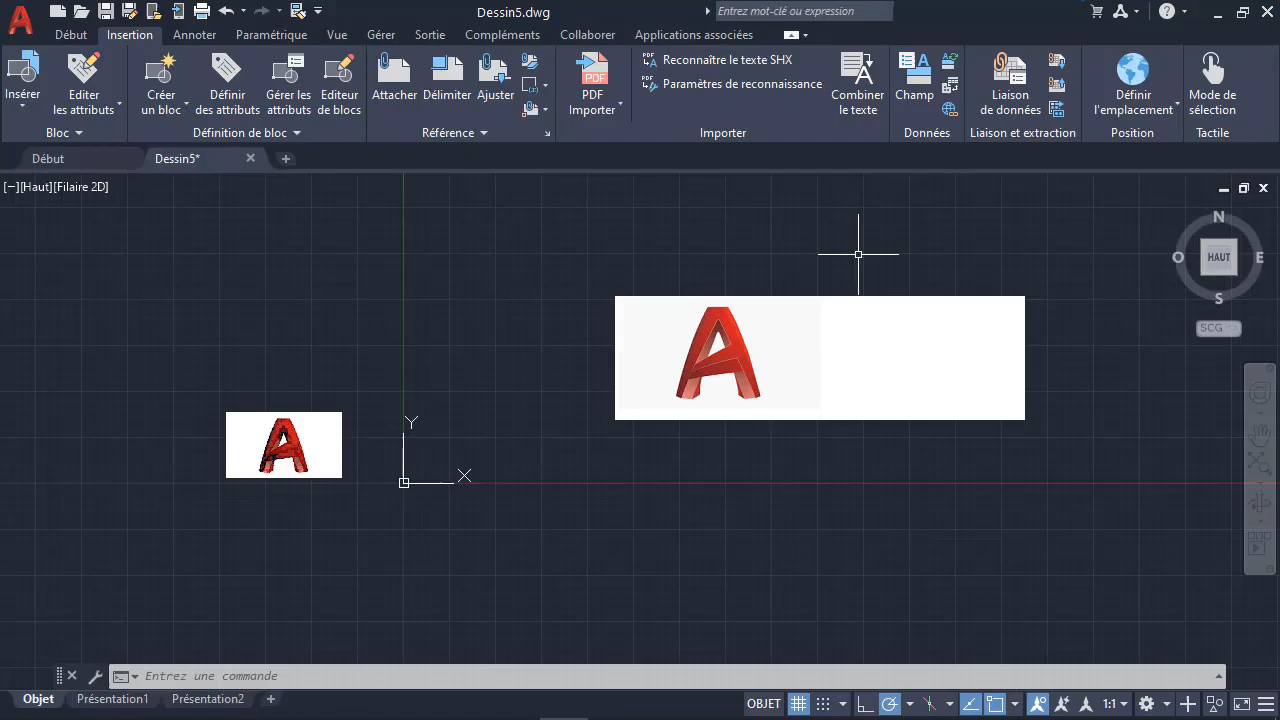 Dessin5.dwg
Entrez mot-clé ou expression
Début Insertion Annoter Paramétrique Vue Gérer Sortie Compléments Collaborer Applications associées
Insérer
Editer
les attributs
Créer
un bloc
Définir
des attributs
Gérer les
attributs
Editeur
de blocs
Attacher
Délimiter
Ajuster
PDF
Importer
Reconnaître le texte SHX
Paramètres de reconnaissance
Combiner
le texte
Champ
Liaison
de données
Définir
l'emplacement
Mode de
sélection
Bloc
Définition de bloc
Référence
Importer
Données
Liaison et extraction
Position
Tactile
Début
Dessin5*
[−][Haut][Filaire 2D]
N
O HAUT E
S
SCG
Y
X
Entrez une commande
Objet Présentation1 Présentation2
OBJET
1:1